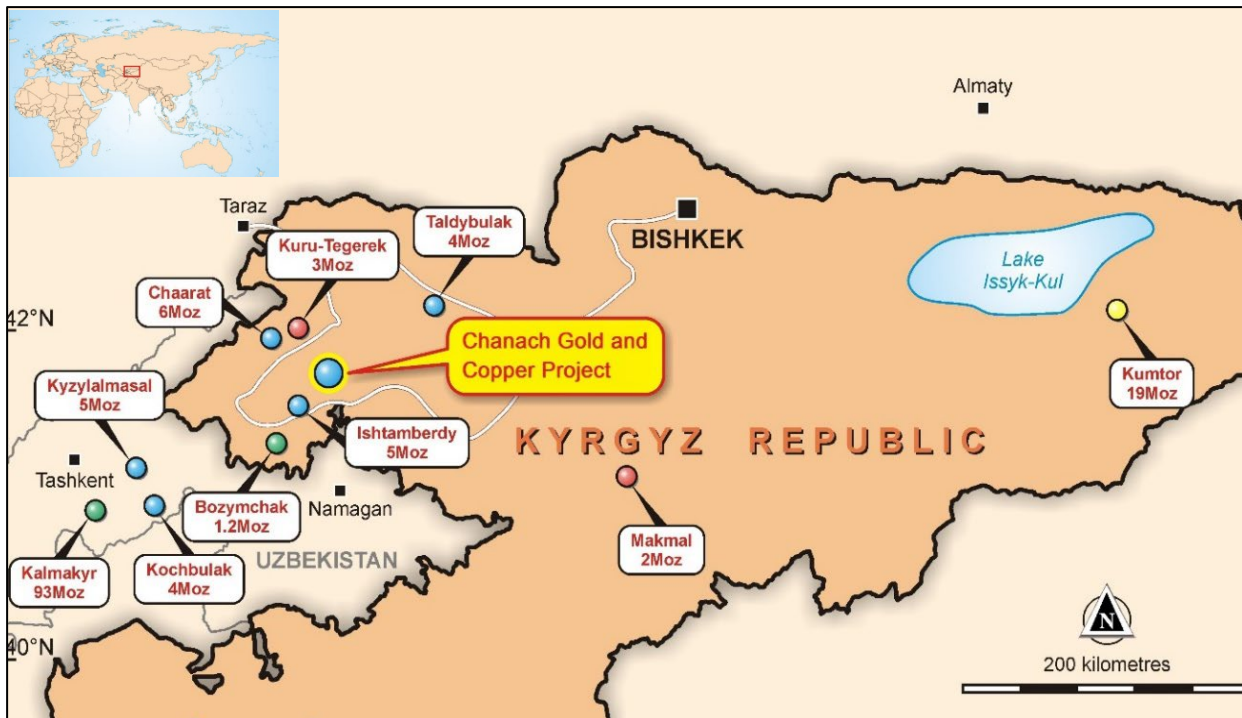 Almaty
Taraz
Taldybulak
4Moz
BISHKEK
Kuru-Tegerek
3Moz
Lake
Issyk-Kul
Chaarat
6Moz
42°N
Chanach Gold and
Copper Project
Kumtor
19Moz
Kyzylalmasal
5Moz
Ishtamberdy
5Moz
KYRGYZ REPUBLIC
Tashkent
Bozymchak
1.2Moz
Namagan
Makmal
2Moz
UZBEKISTAN
Kalmakyr
93Moz
Kochbulak
4Moz
N
40°N
200 kilometres